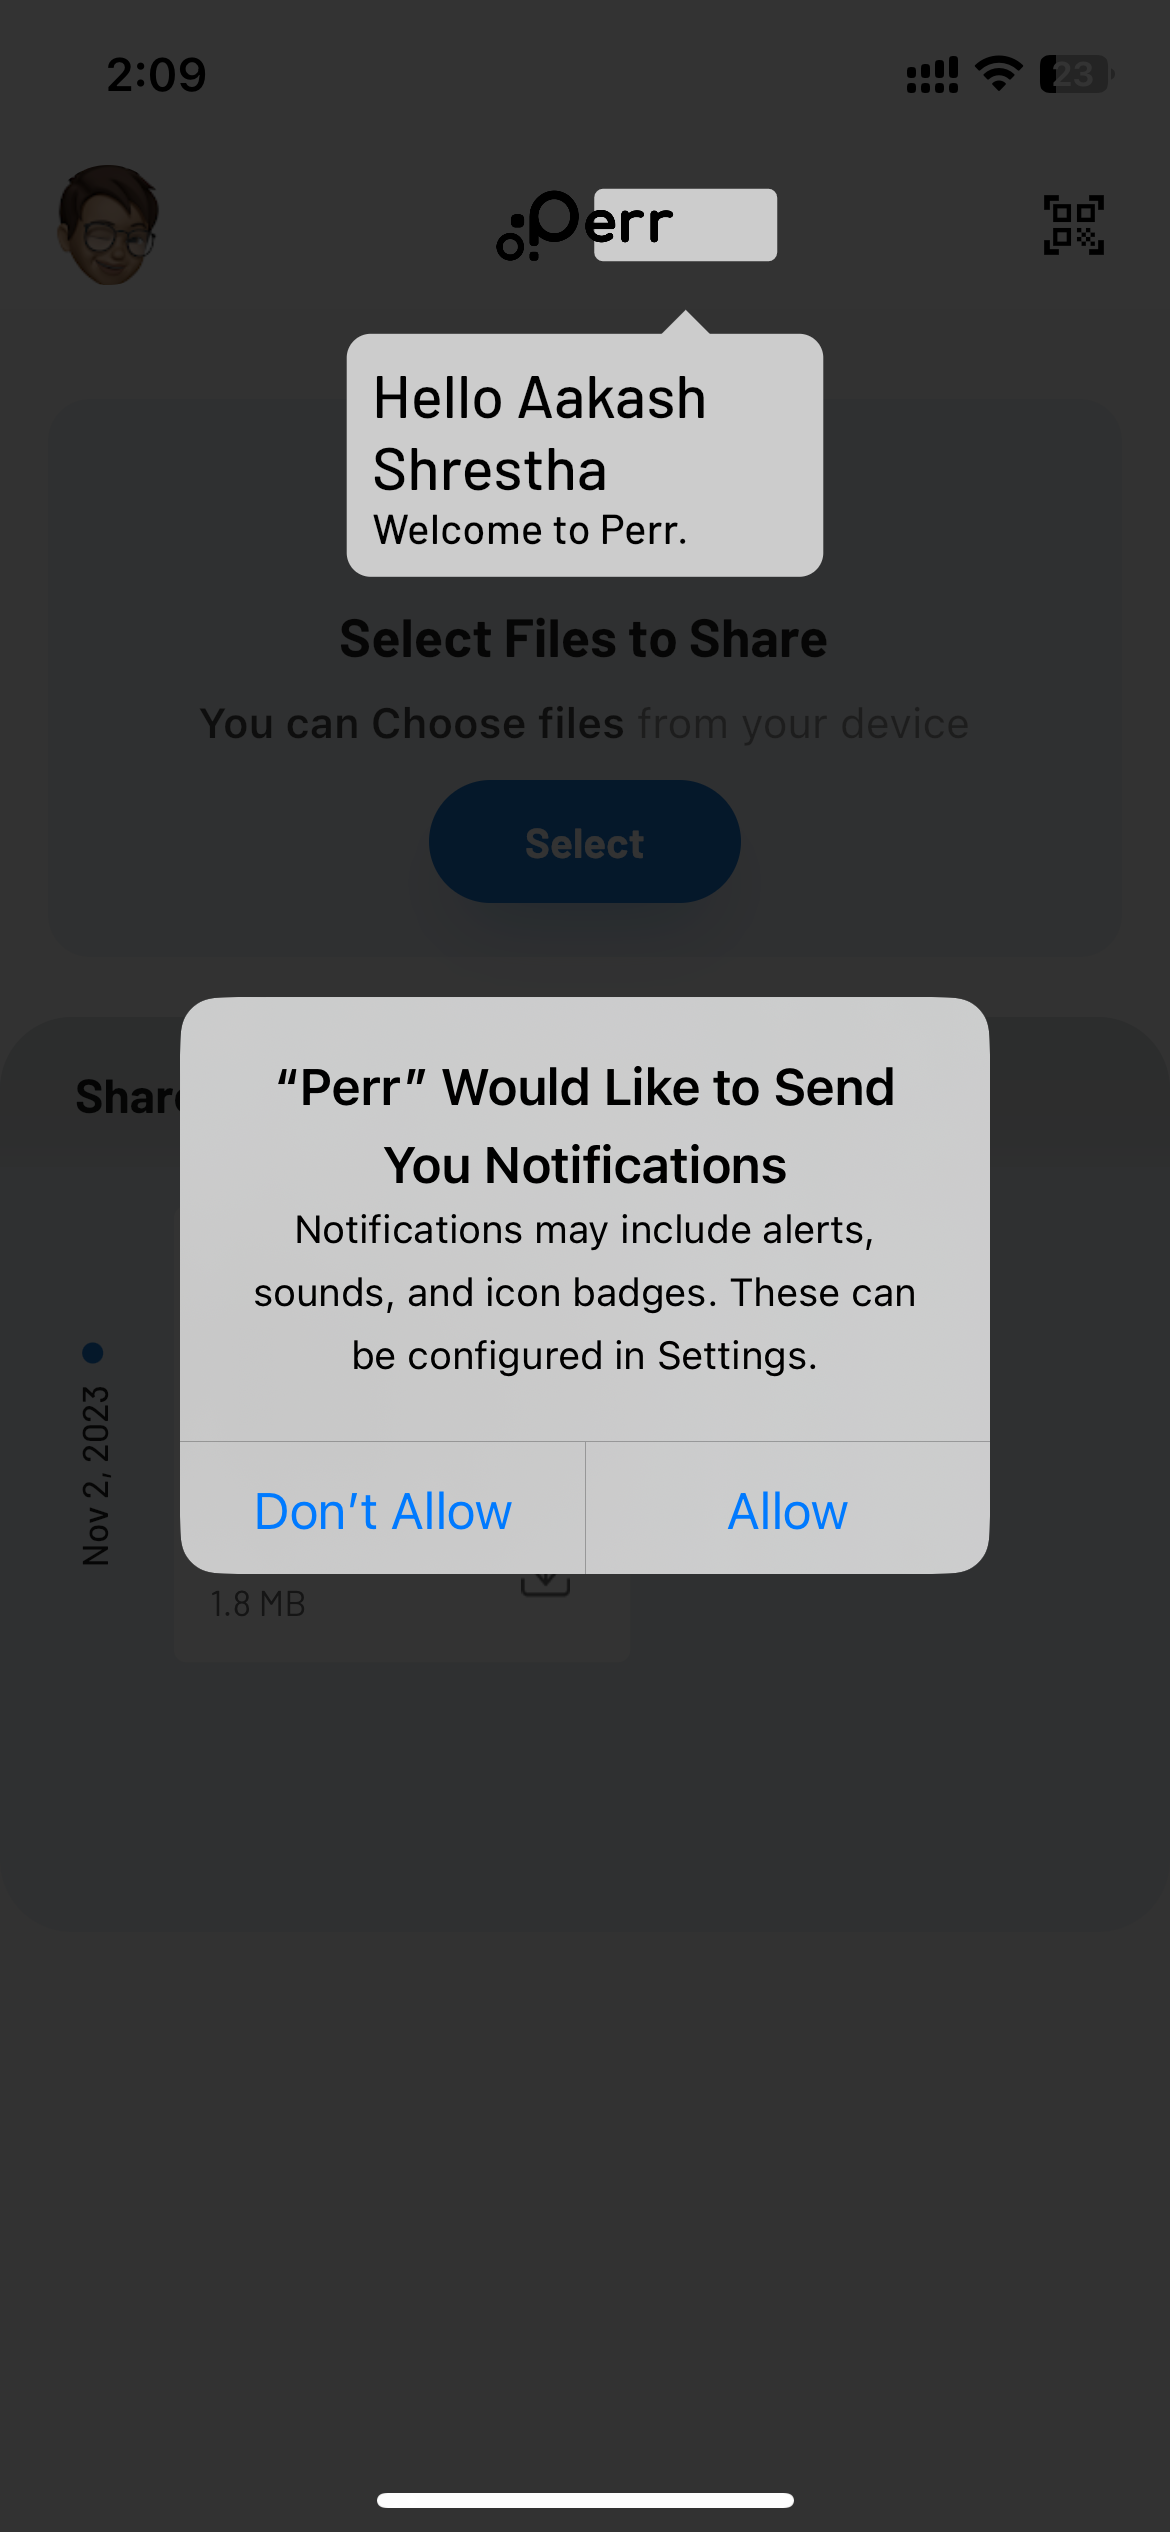 2:09
23
Perr
Hello Aakash
Shrestha
Welcome to Perr.
Select Files to Share
You can Choose files from your device
Select
“Perr” Would Like to Send
You Notifications
Notifications may include alerts,
sounds, and icon badges. These can
be configured in Settings.
Don’t Allow
Allow
Nov 2, 2023
1.8 MB